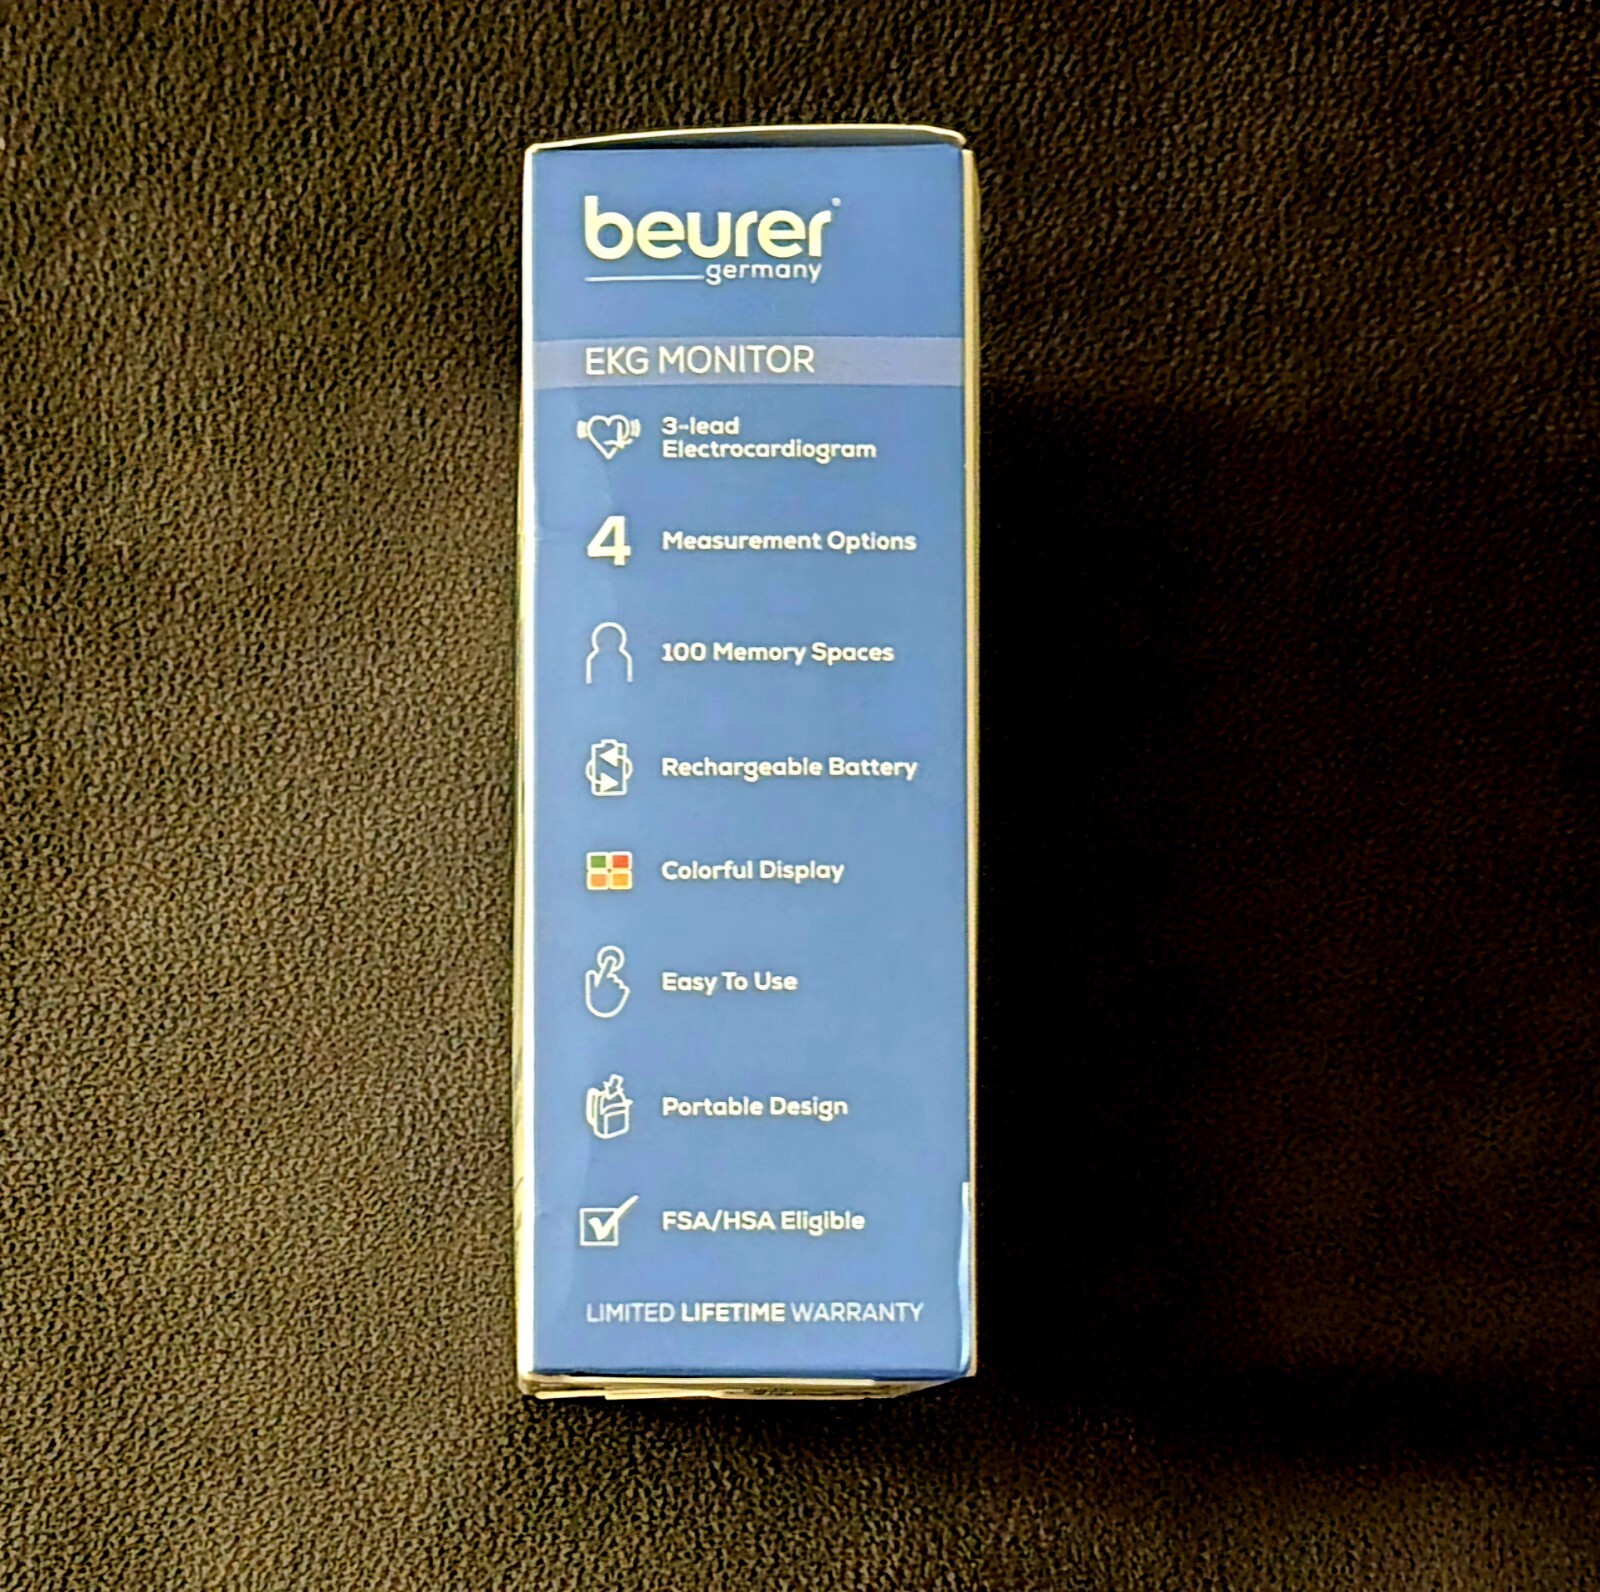 beurer
germany
EKG MONITOR
3-lead
Electrocardiogram
4 Measurement Options
100 Memory Spaces
Rechargeable Battery
Colorful Display
Easy To Use
Portable Design
FSA/HSA Eligible
LIMITED LIFETIME WARRANTY